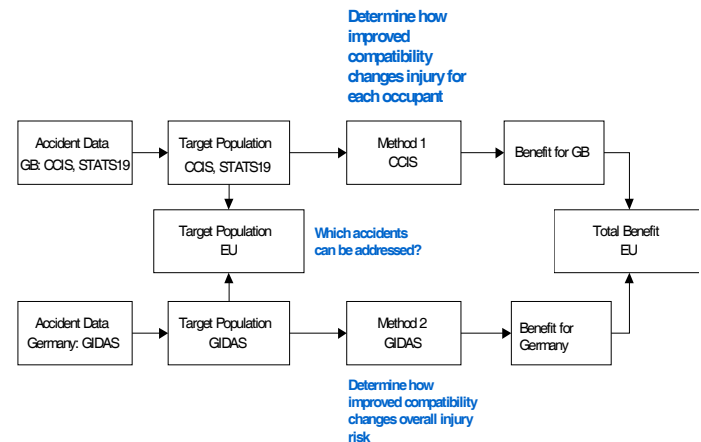 Determine how
improved
compatibility
changes injury for
each occupant
Accident Data
GB: CCIS, STATS19
Target Population
CCIS, STATS19
Method 1
CCIS
Benefit for GB
Target Population
EU
Which accidents
can be addressed?
Total Benefit
EU
Accident Data
Germany: GIDAS
Target Population
GIDAS
Method 2
GIDAS
Benefit for
Germany
Determine how
improved compatibility
changes overall injury
risk